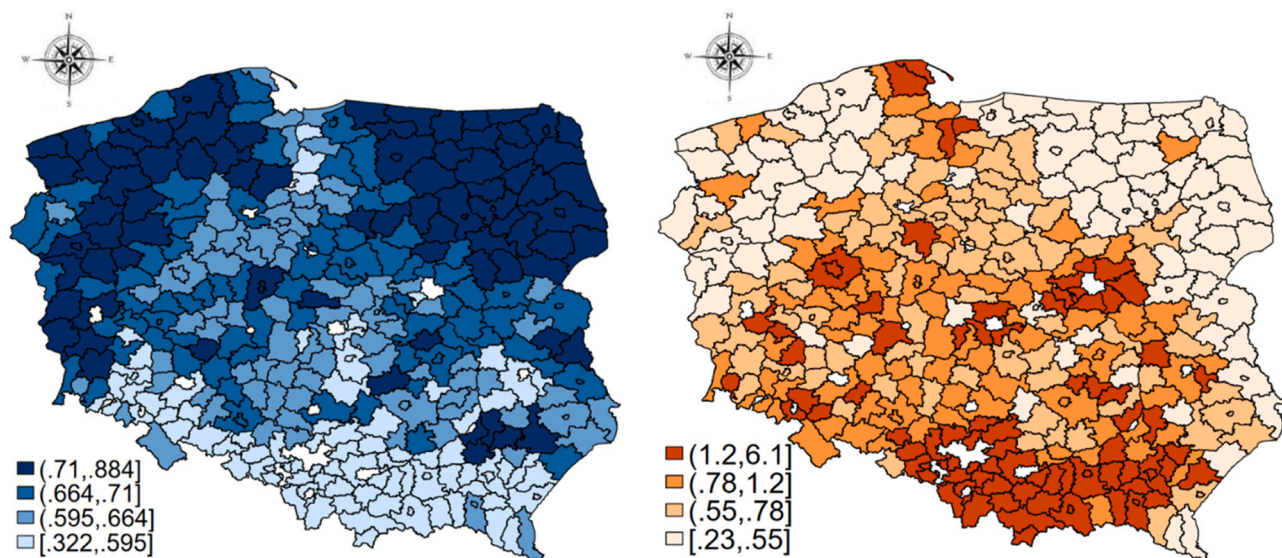 N
W
E
S
(.71,.884]
(.664,.71]
(.595,.664]
[.322,.595]
N
W
E
S
(1.2,6.1]
(.78,1.2]
(.55,.78]
[.23,.55]